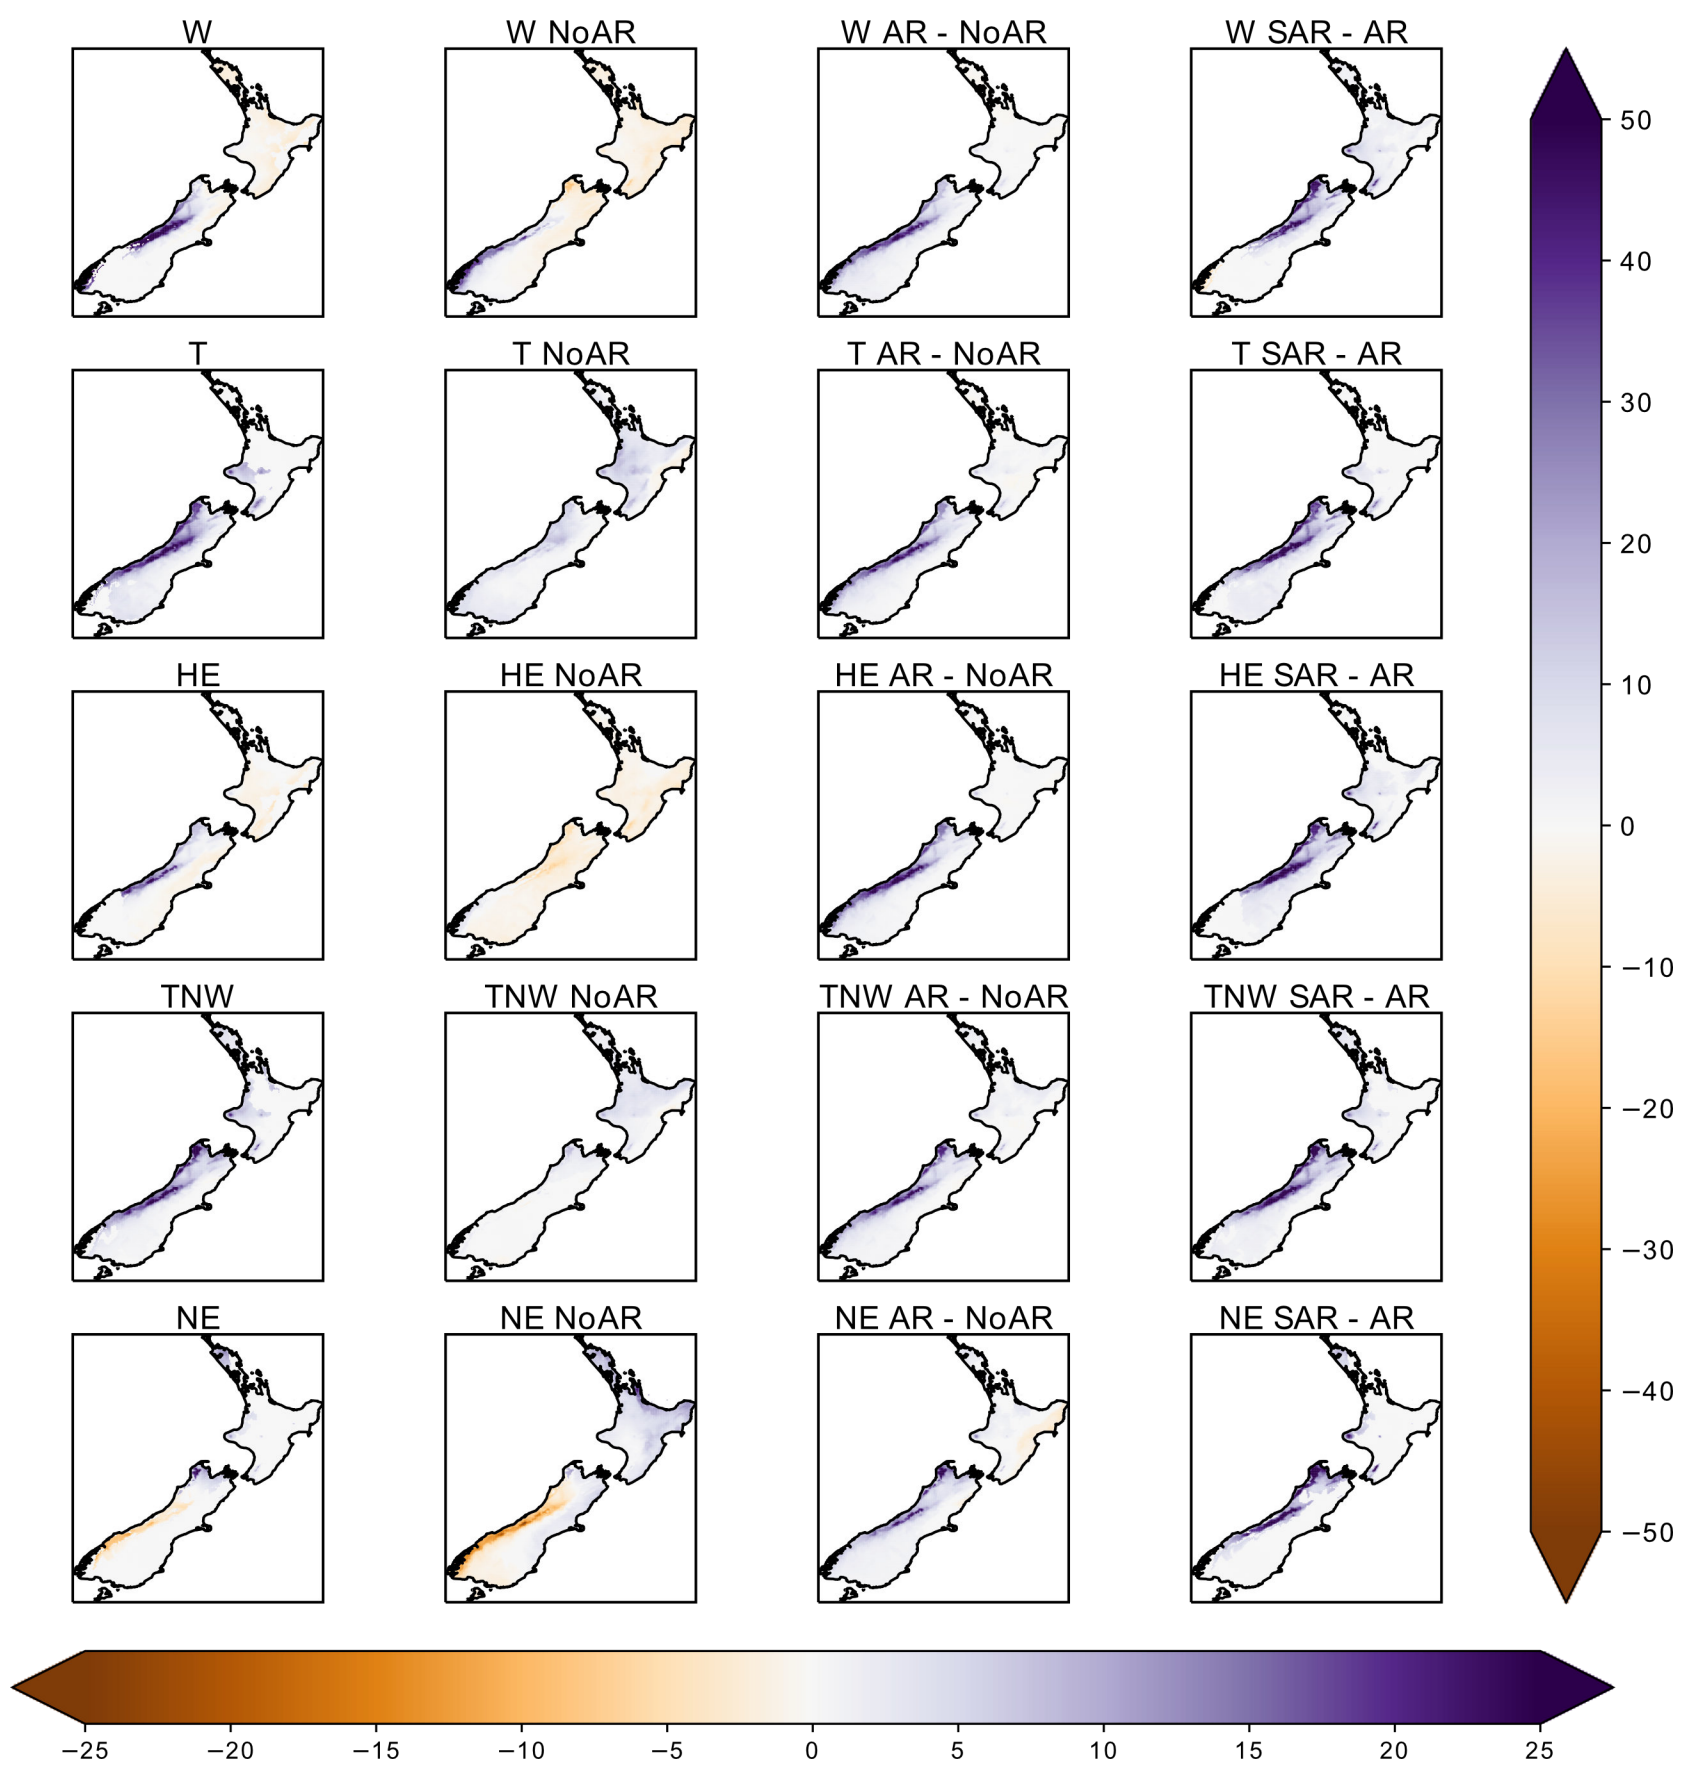 W W NoAR W AR - NoAR W SAR - AR
T T NoAR T AR - NoAR T SAR - AR
HE HE NoAR HE AR - NoAR HE SAR - AR
TNW TNW NoAR TNW AR - NoAR TNW SAR - AR
NE NE NoAR NE AR - NoAR NE SAR - AR
50
40
30
20
10
0
−10
−20
−30
−40
−50
−25 −20 −15 −10 −5 0 5 10 15 20 25